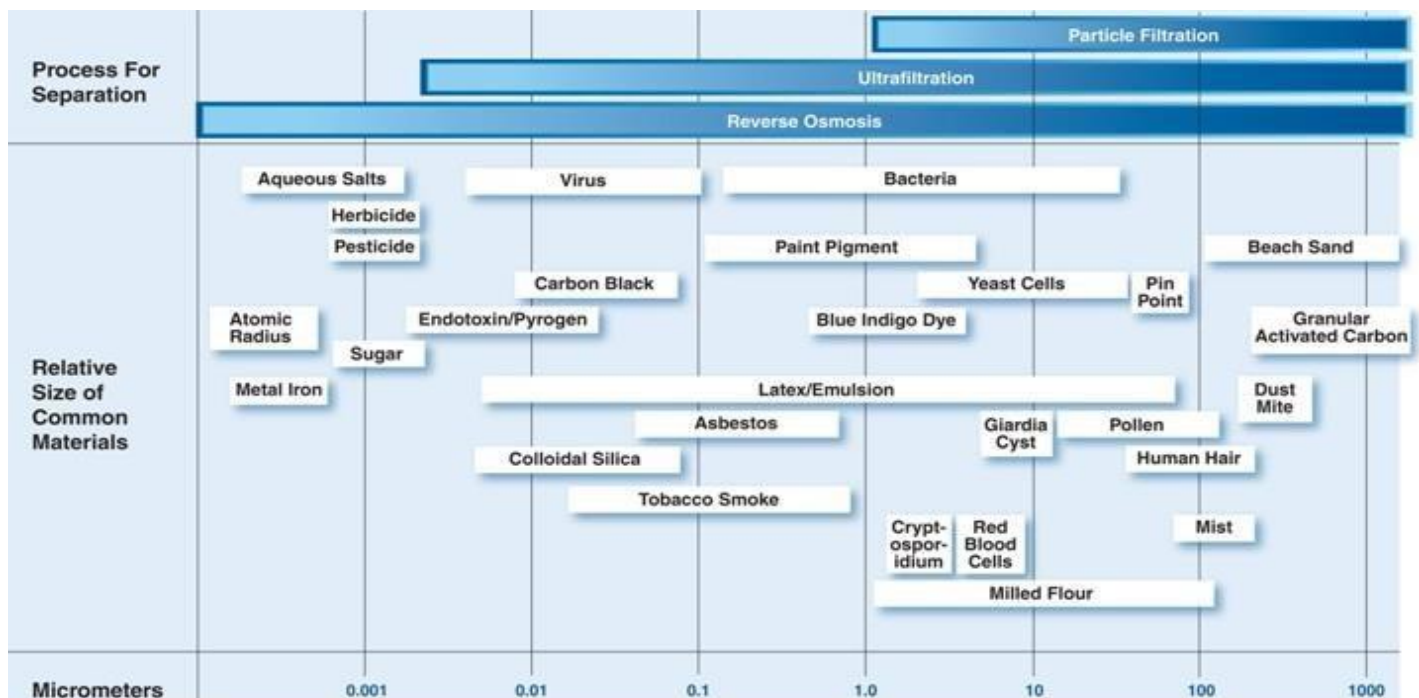 Particle Filtration
Process For
Separation
Ultrafiltration
Reverse Osmosis
Aqueous Salts
Virus
Bacteria
Herbicide
Pesticide
Paint Pigment
Beach Sand
Carbon Black
Yeast Cells
Pin
Point
Atomic
Radius
Endotoxin/Pyrogen
Blue Indigo Dye
Granular
Activated Carbon
Sugar
Relative
Size of
Common
Materials
Metal Iron
Latex/Emulsion
Dust
Mite
Asbestos
Giardia
Cyst
Pollen
Colloidal Silica
Human Hair
Tobacco Smoke
Crypt-
ospor-
idium
Red
Blood
Cells
Mist
Milled Flour
Micrometers 0.001 0.01 0.1 1.0 10 100 1000